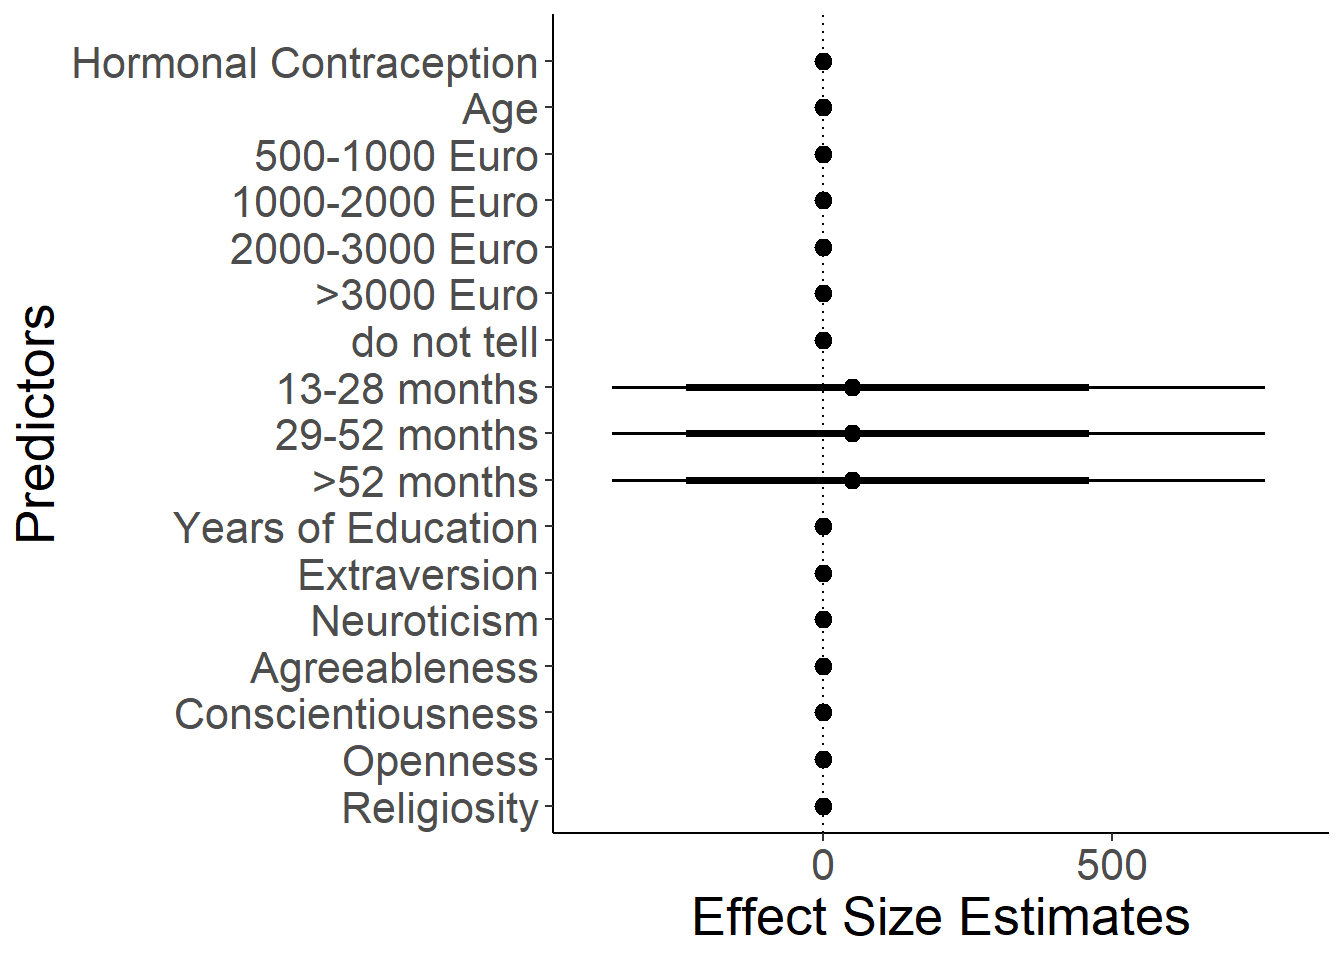 Predictors
Hormonal Contraception
Age
500-1000 Euro
1000-2000 Euro
2000-3000 Euro
>3000 Euro
do not tell
13-28 months
29-52 months
>52 months
Years of Education
Extraversion
Neuroticism
Agreeableness
Conscientiousness
Openness
Religiosity
0 500
Effect Size Estimates